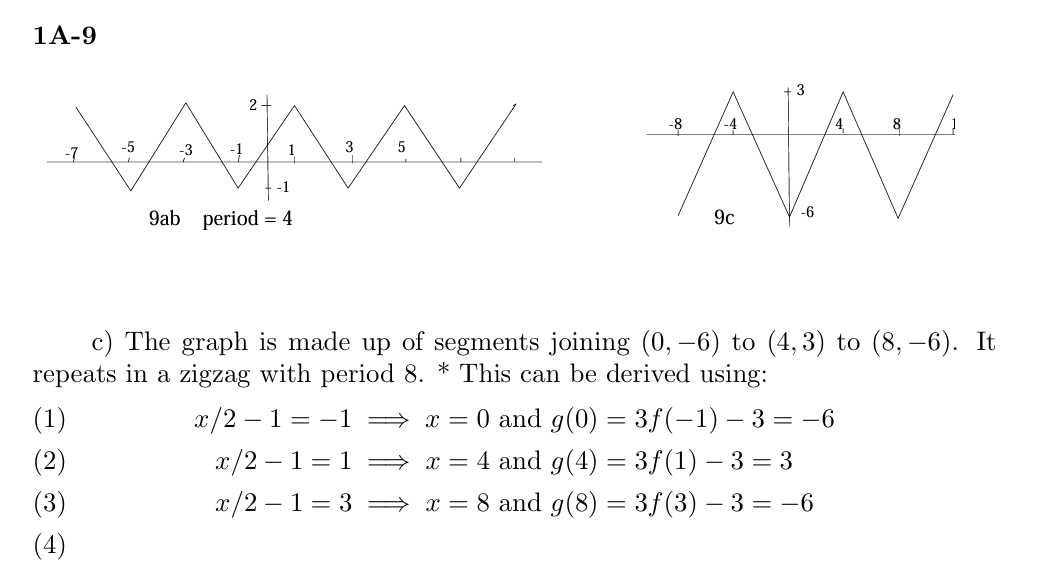 1A-9
2
-7 -5 -3 -1 1 3 5
-1
9ab period = 4
3
-8 -4 4 8 1
-6
9c
c) The graph is made up of segments joining (0, −6) to (4, 3) to (8, −6). It
repeats in a zigzag with period 8. * This can be derived using:
(1) x/2 − 1 = −1 ⟹ x = 0 and g(0) = 3f(−1) − 3 = −6
(2) x/2 − 1 = 1 ⟹ x = 4 and g(4) = 3f(1) − 3 = 3
(3) x/2 − 1 = 3 ⟹ x = 8 and g(8) = 3f(3) − 3 = −6
(4)